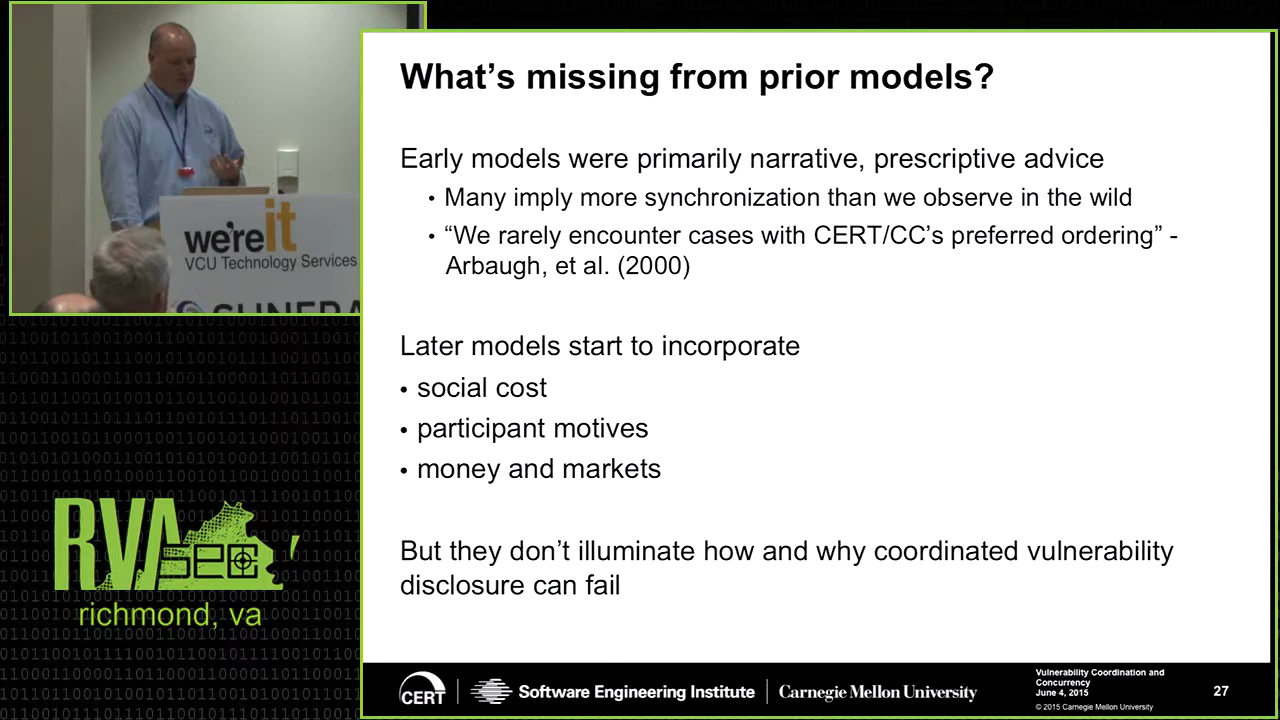 What's missing from prior models?
Early models were primarily narrative, prescriptive advice
• Many imply more synchronization than we observe in the wild
• “We rarely encounter cases with CERT/CC’s preferred ordering” -
Arbaugh, et al. (2000)
Later models start to incorporate
• social cost
• participant motives
• money and markets
But they don’t illuminate how and why coordinated vulnerability
disclosure can fail
CERT
Software Engineering Institute
Carnegie Mellon University
Vulnerability Coordination and
Concurrency
June 4, 2015
© 2015 Carnegie Mellon University
27
we're it
VCU Technology Services
RVA
sec
richmond, va